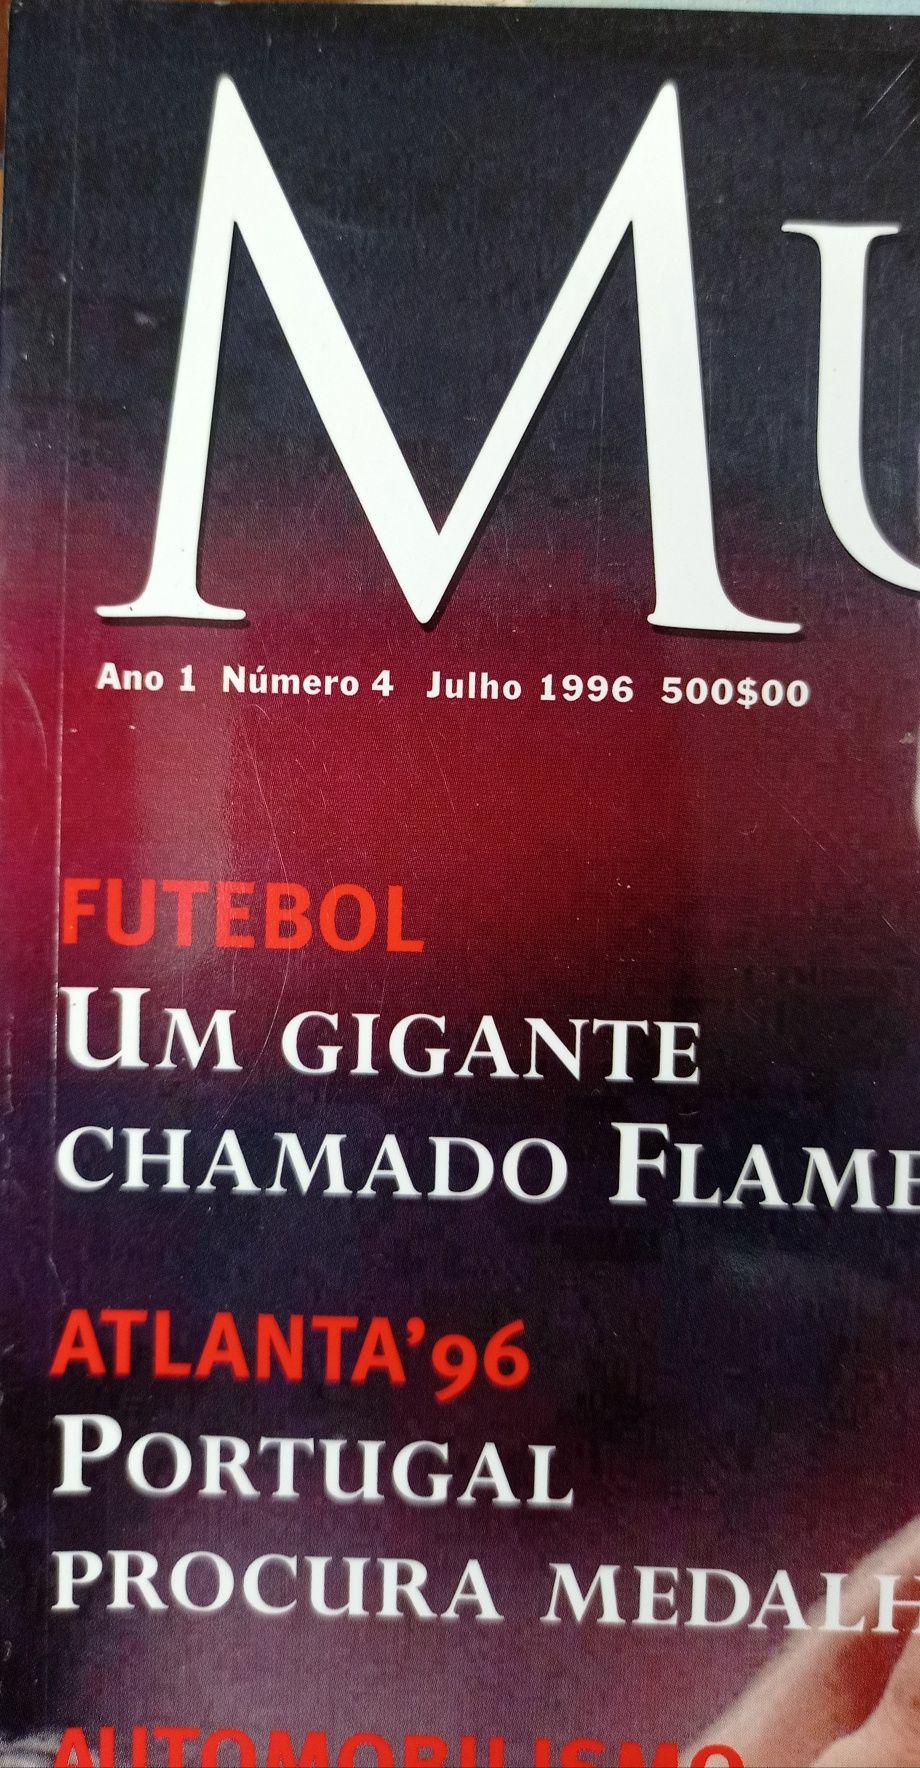 Mu
Ano 1 Número 4 Julho 1996 500$00
FUTEBOL
UM GIGANTE
CHAMADO FLAME
ATLANTA'96
PORTUGAL
PROCURA MEDALH
AUTOMOBILISMO